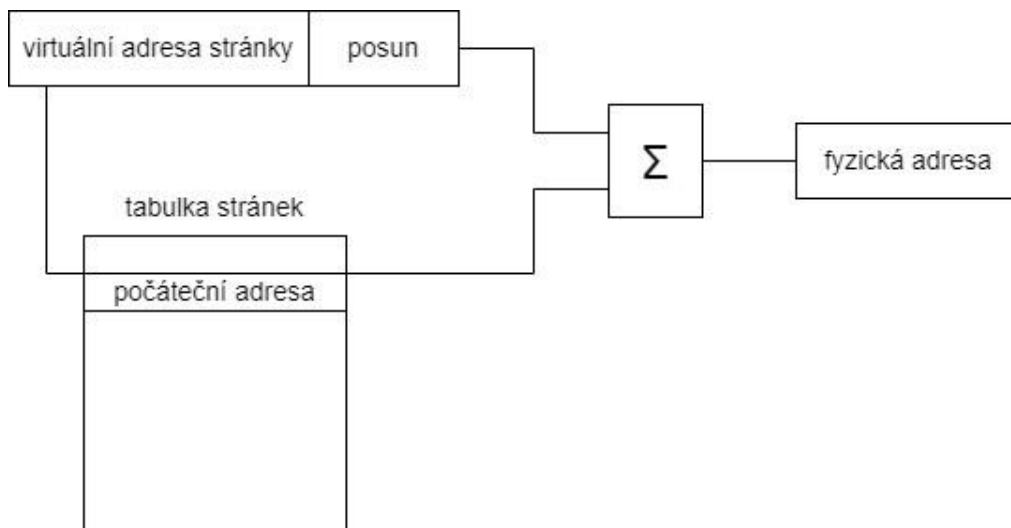 virtuální adresa stránky
posun
Σ
fyzická adresa
tabulka stránek
počáteční adresa